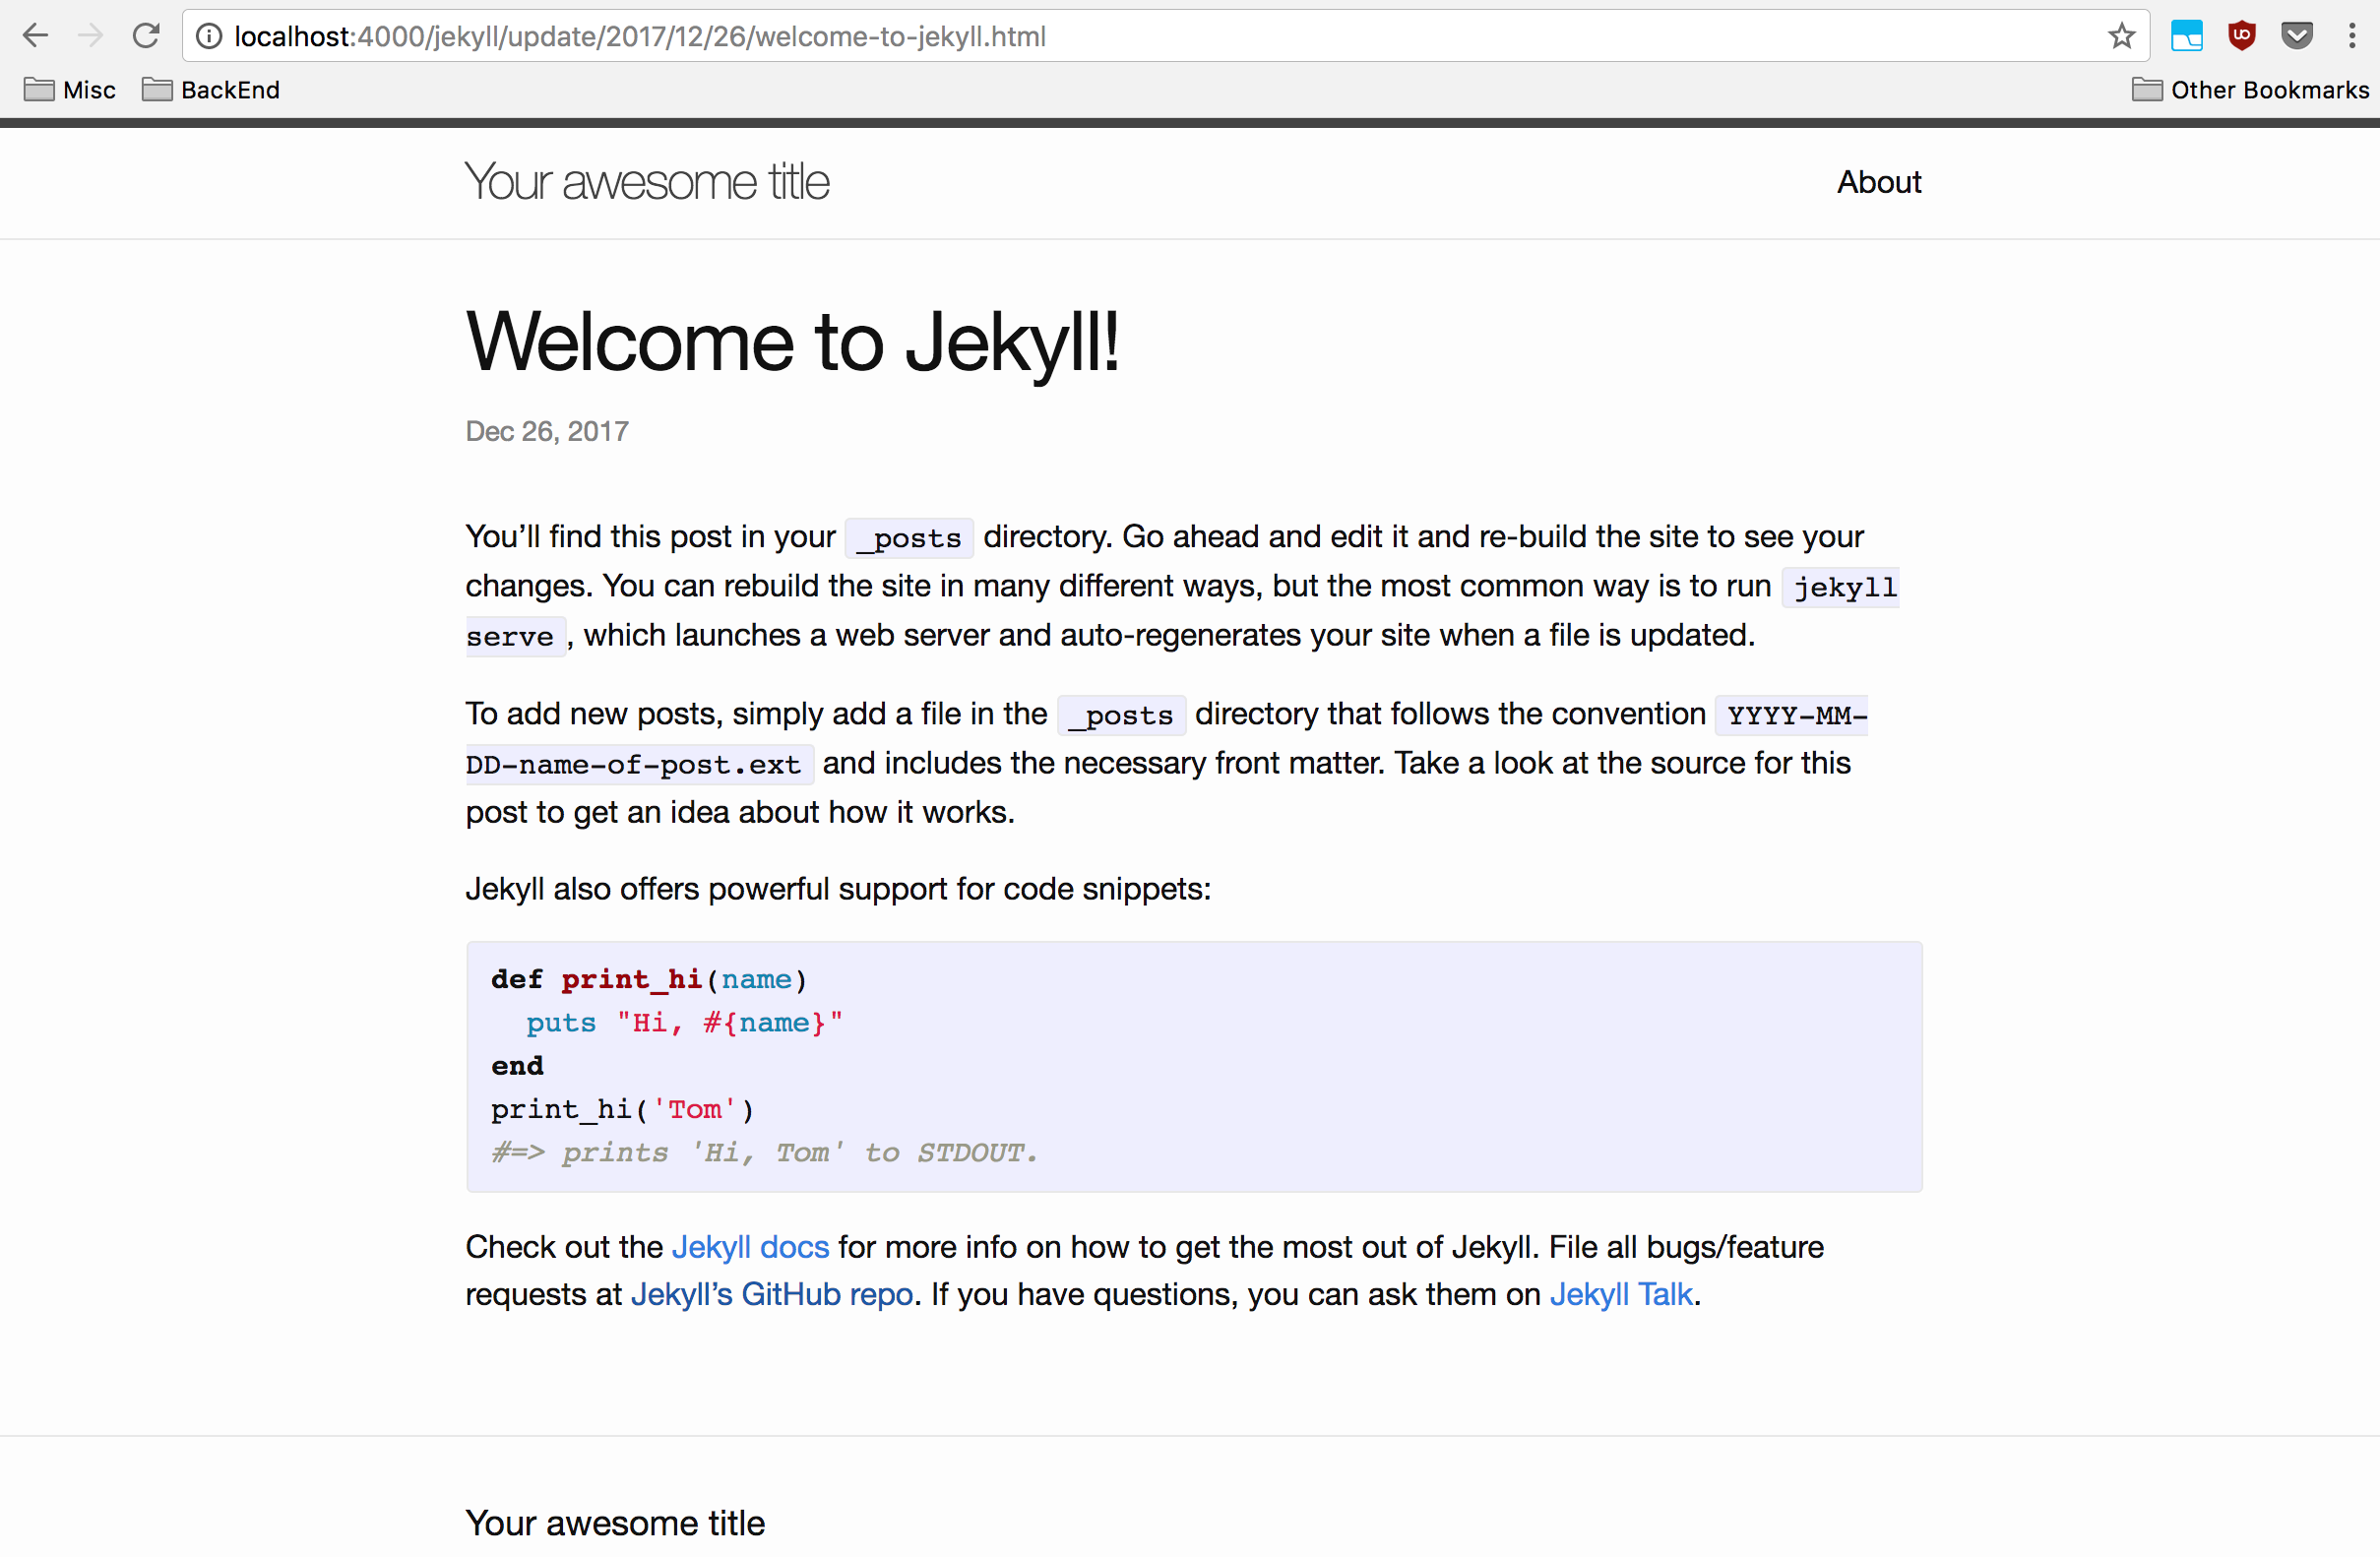 localhost:4000/jekyll/update/2017/12/26/welcome-to-jekyll.html
Misc BackEnd Other Bookmarks
Your awesome title About
Welcome to Jekyll!
Dec 26, 2017
You’ll find this post in your _posts directory. Go ahead and edit it and re-build the site to see your
changes. You can rebuild the site in many different ways, but the most common way is to run jekyll
serve , which launches a web server and auto-regenerates your site when a file is updated.
To add new posts, simply add a file in the _posts directory that follows the convention YYYY-MM-
DD-name-of-post.ext and includes the necessary front matter. Take a look at the source for this
post to get an idea about how it works.
Jekyll also offers powerful support for code snippets:
def print_hi(name)
  puts "Hi, #{name}"
end
print_hi('Tom')
#=> prints 'Hi, Tom' to STDOUT.
Check out the Jekyll docs for more info on how to get the most out of Jekyll. File all bugs/feature
requests at Jekyll’s GitHub repo. If you have questions, you can ask them on Jekyll Talk.
Your awesome title